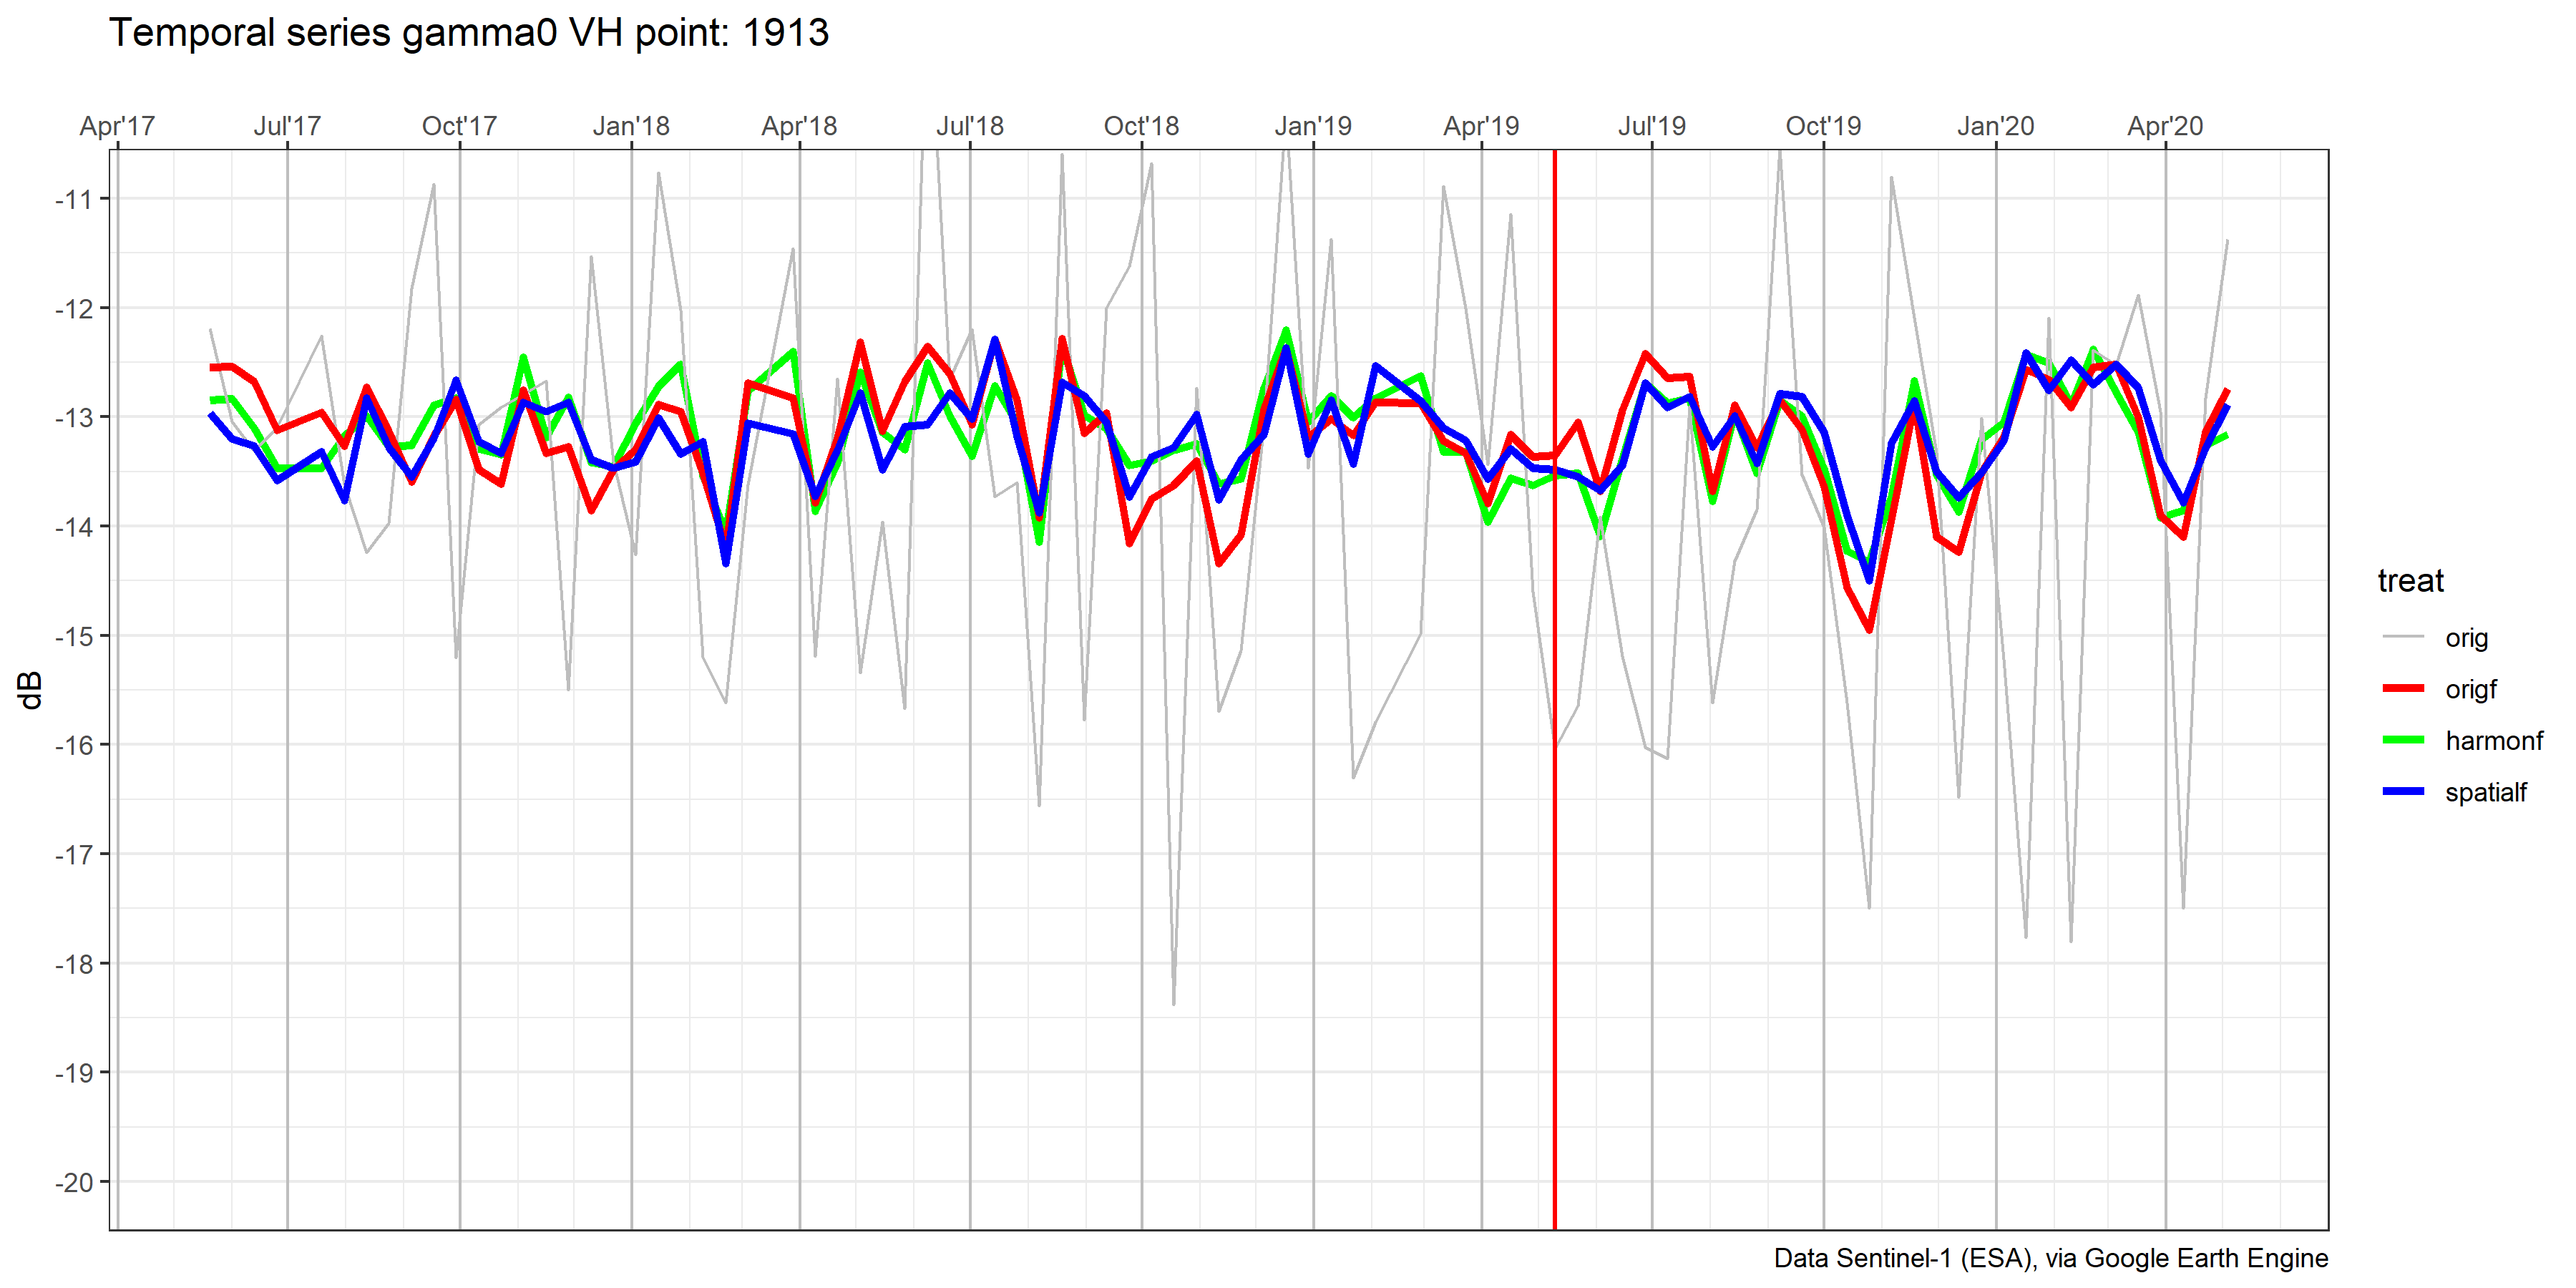 Temporal series gamma0 VH point: 1913
Apr'17 Jul'17 Oct'17 Jan'18 Apr'18 Jul'18 Oct'18 Jan'19 Apr'19 Jul'19 Oct'19 Jan'20 Apr'20
-11
-12
-13
-14
-15
-16
-17
-18
-19
-20
dB
treat
orig
origf
harmonf
spatialf
Data Sentinel-1 (ESA), via Google Earth Engine